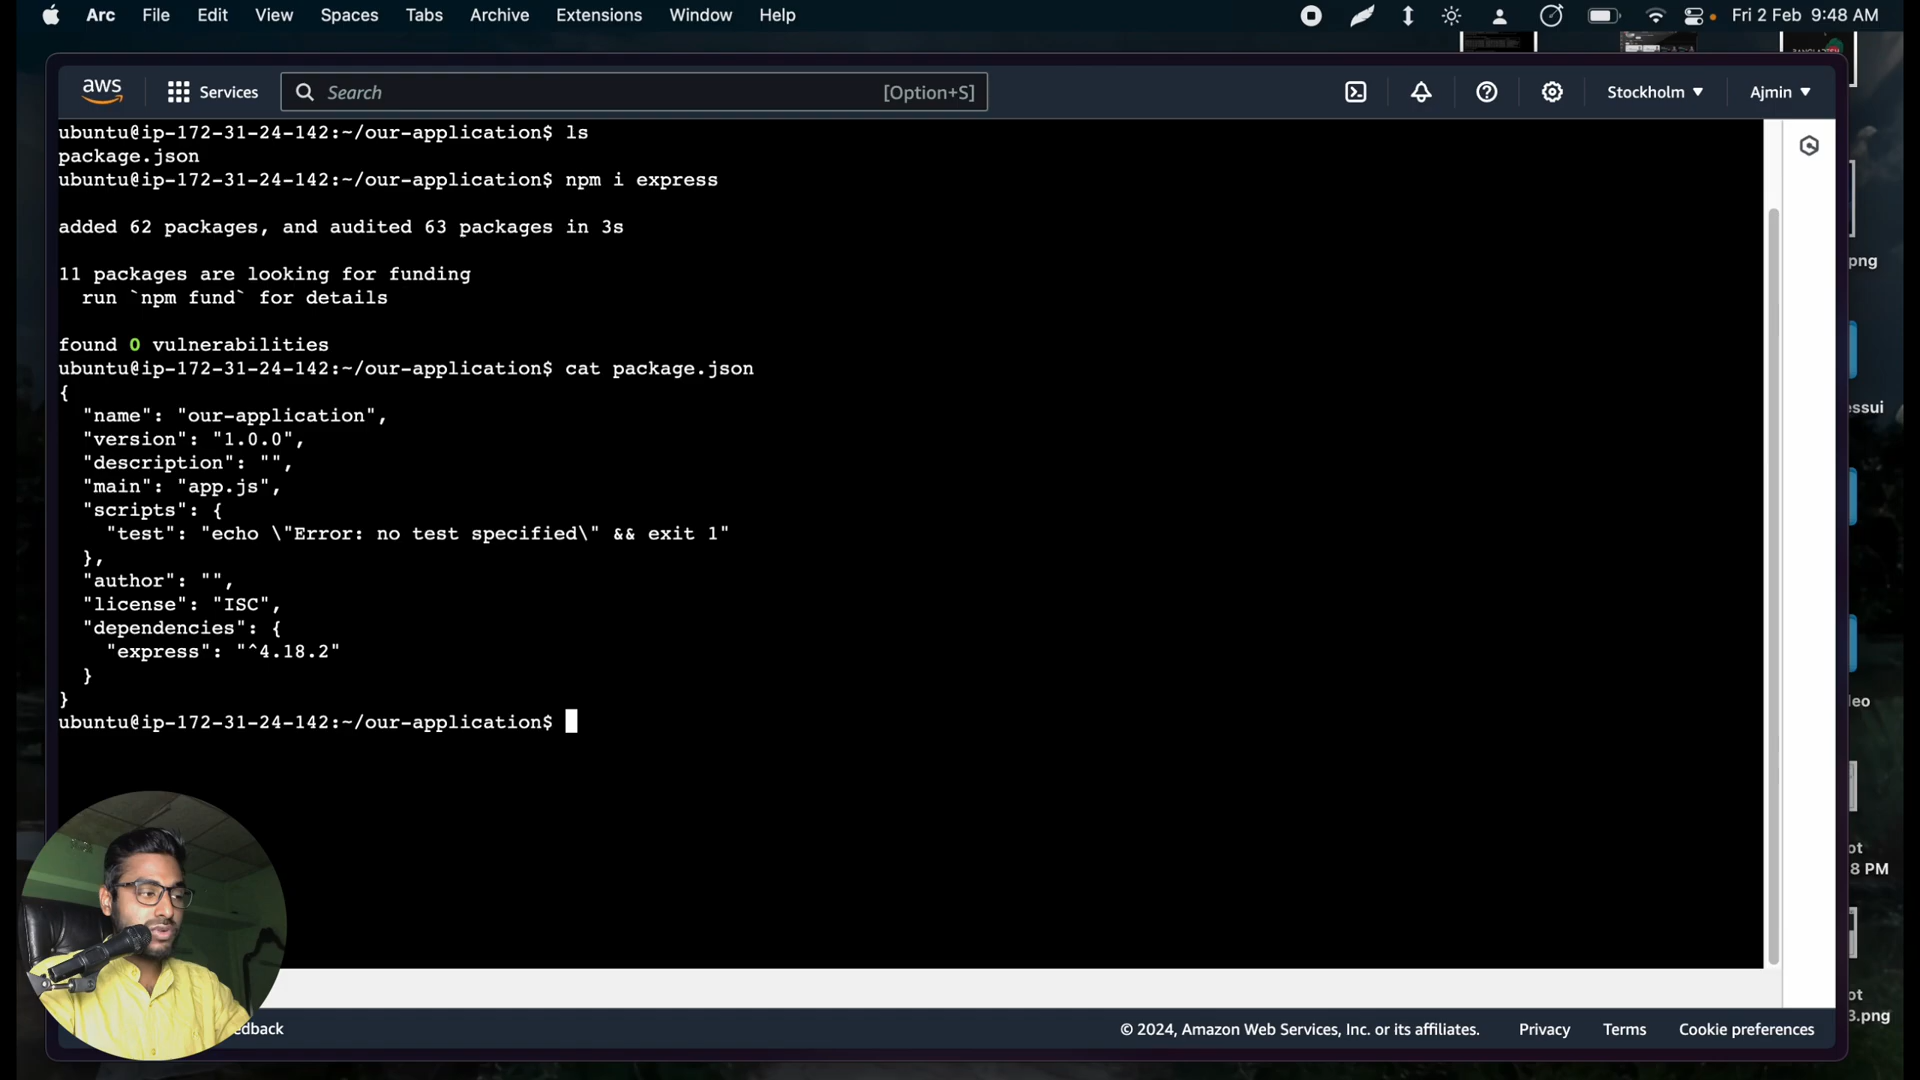 Arc File Edit View Spaces Tabs Archive Extensions Window Help Fri 2 Feb 9:48 AM
aws Services Search [Option+S] Stockholm Ajmin
ubuntu@ip-172-31-24-142:~/our-application$ ls
package.json
ubuntu@ip-172-31-24-142:~/our-application$ npm i express
added 62 packages, and audited 63 packages in 3s
11 packages are looking for funding
run `npm fund` for details
found 0 vulnerabilities
ubuntu@ip-172-31-24-142:~/our-application$ cat package.json
{
"name": "our-application",
"version": "1.0.0",
"description": "",
"main": "app.js",
"scripts": {
"test": "echo \"Error: no test specified\" && exit 1"
},
"author": "",
"license": "ISC",
"dependencies": {
"express": "^4.18.2"
}
}
ubuntu@ip-172-31-24-142:~/our-application$
png
essui
eo
ot
8 PM
ot
3.png
edback © 2024, Amazon Web Services, Inc. or its affiliates. Privacy Terms Cookie preferences